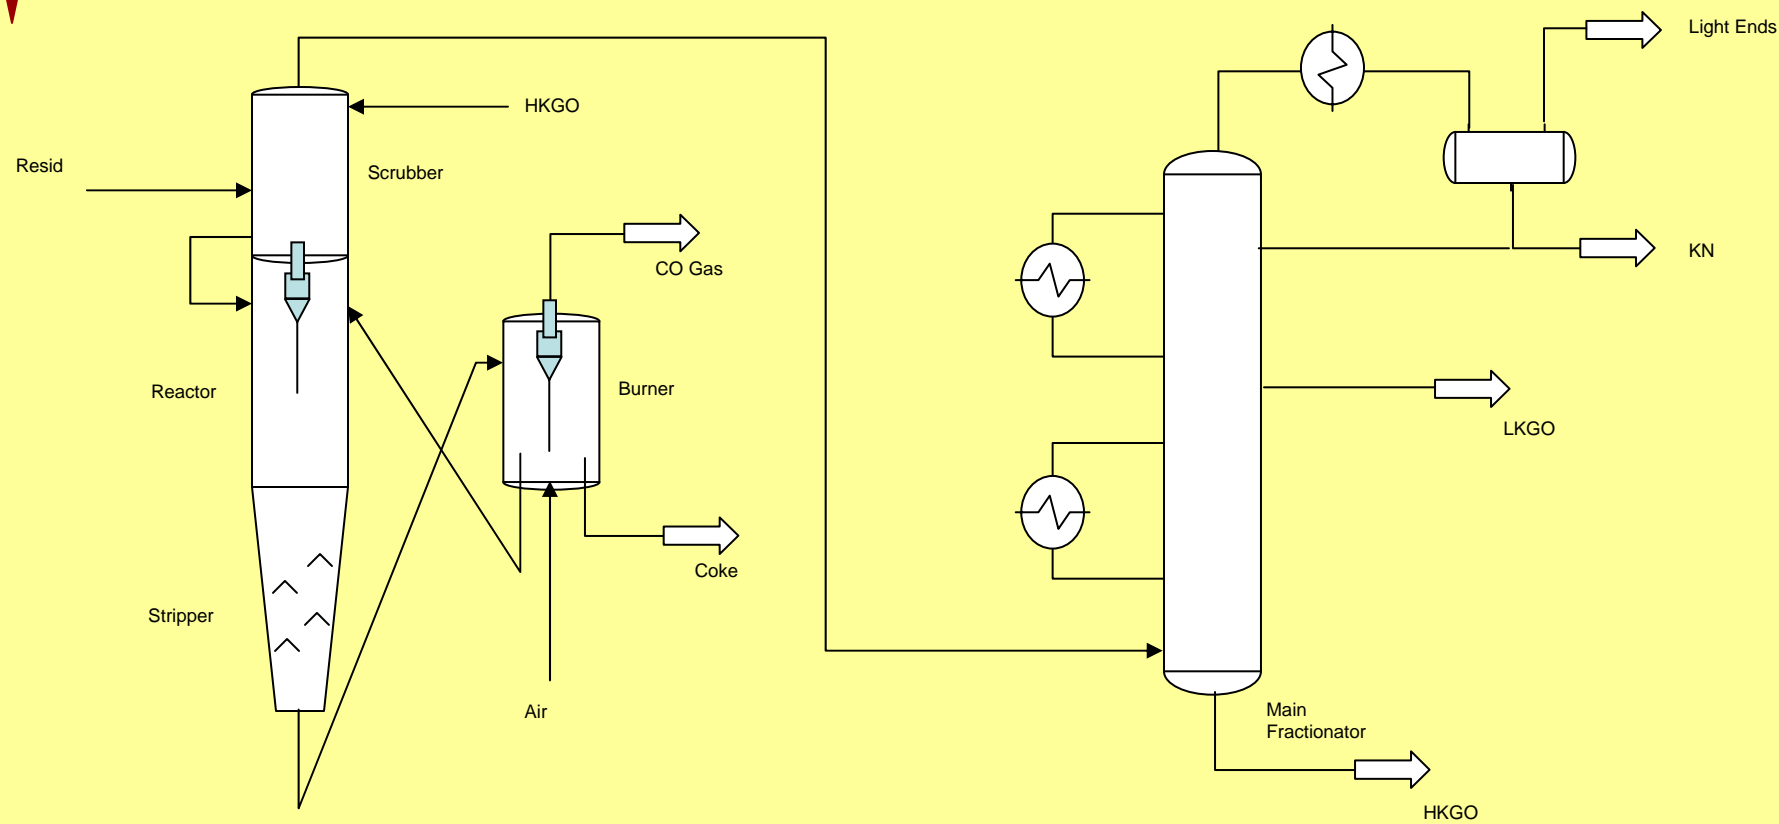 Light Ends
HKGO
Resid
Scrubber
KN
CO Gas
Reactor
Burner
LKGO
Coke
Stripper
Air
Main
Fractionator
HKGO